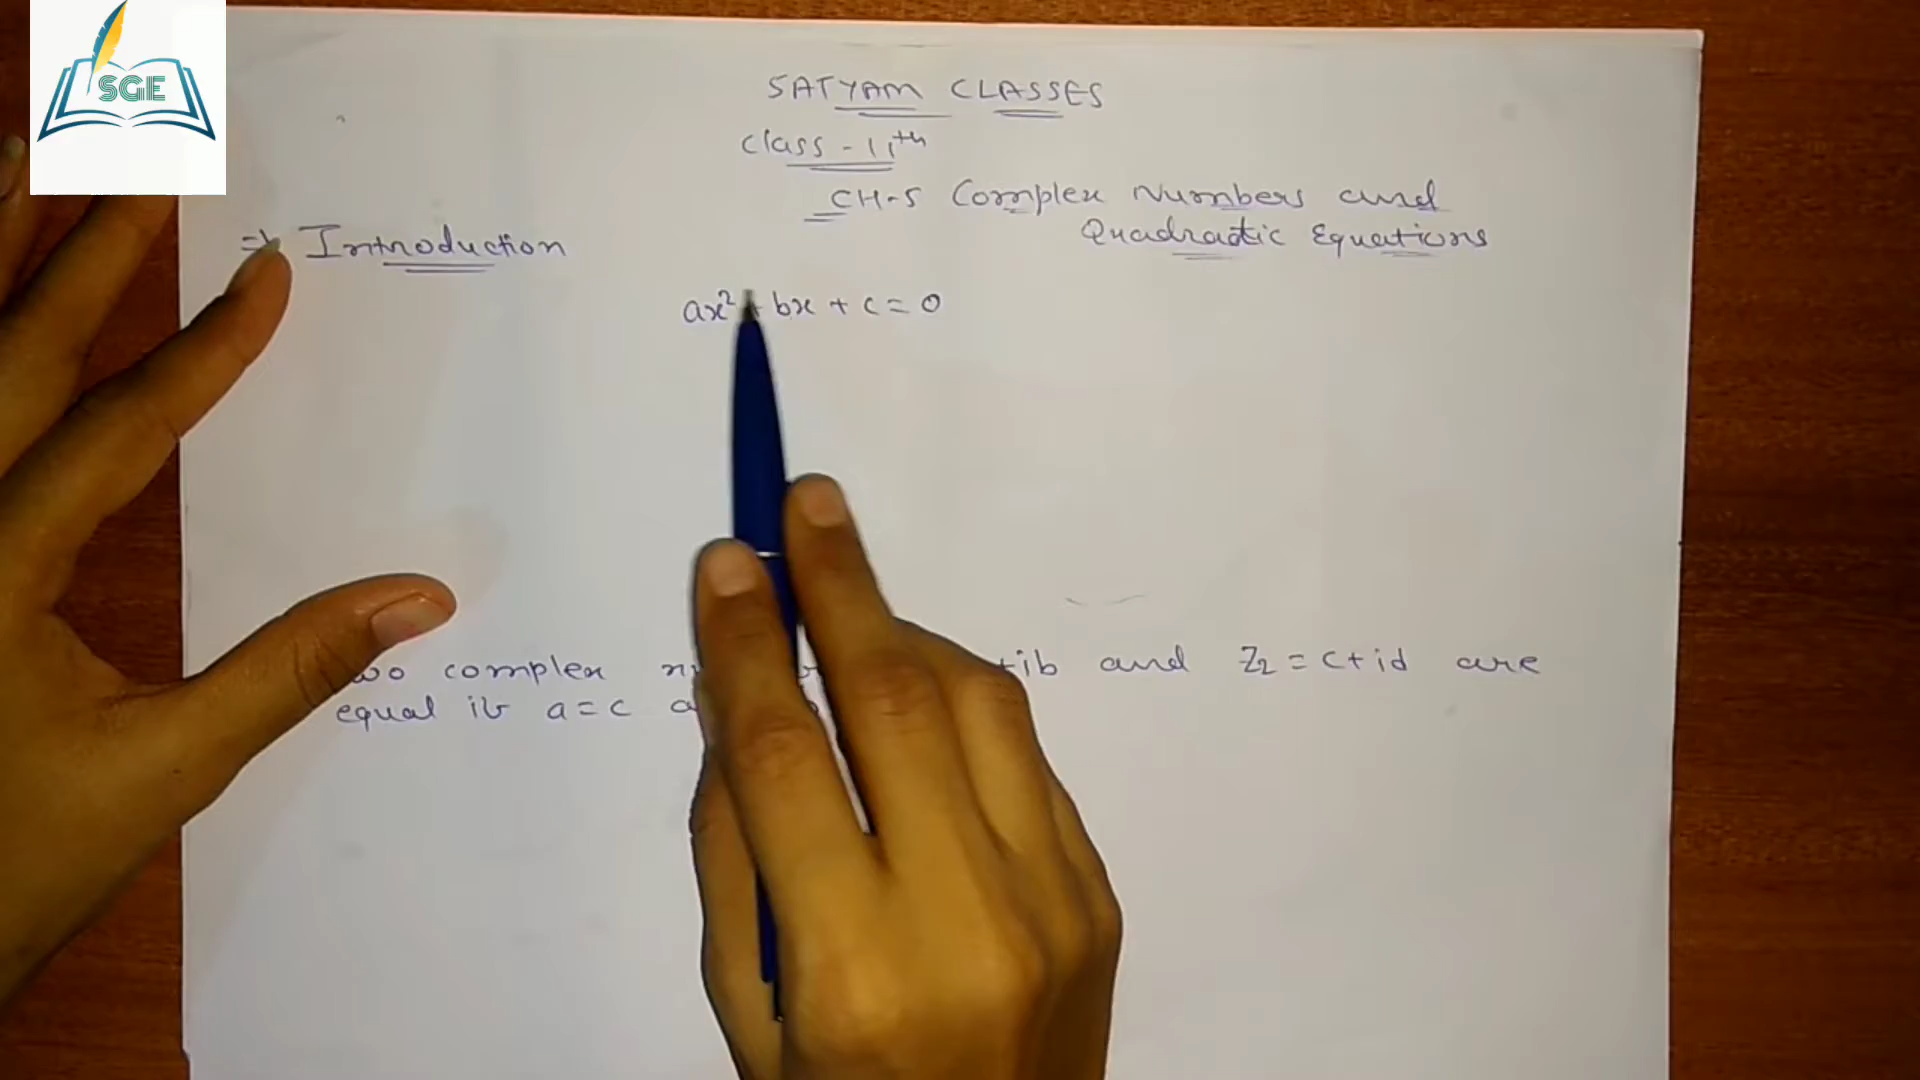 SGE
SATYAM CLASSES
Class - 11th
CH-5 Complex Numbers and
Quadractic Equations
=> Introduction
ax² + bx + c = 0
complex +ib and Z2 = c+id are
equal if a = c